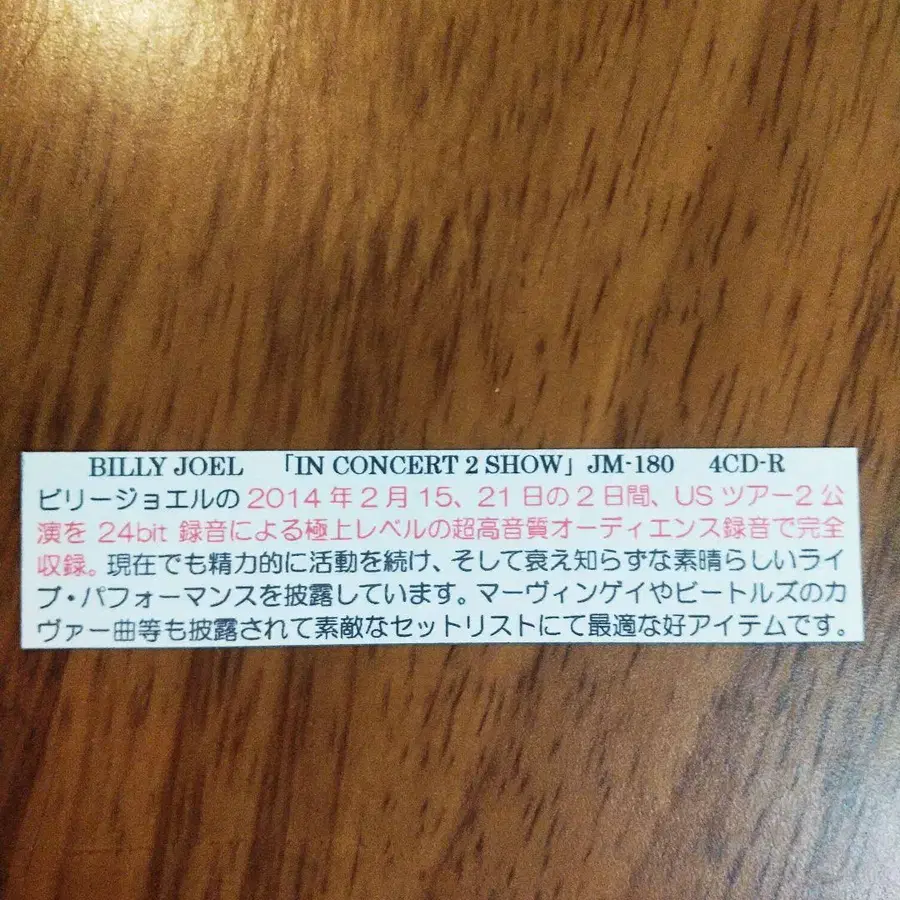 BILLY JOEL 「IN CONCERT 2 SHOW」 JM-180 4CD-R
ビリージョエルの 2014 年 2 月 15、21 日の 2 日間、US ツアー2 公
演を 24bit 録音による極上レベルの超高音質オーディエンス録音で完全
収録。現在でも精力的に活動を続け、そして衰え知らずな素晴らしいライ
ブ・パフォーマンスを披露しています。マーヴィンゲイやビートルズのカ
ヴァー曲等も披露されて素敵なセットリストにて最適な好アイテムです。